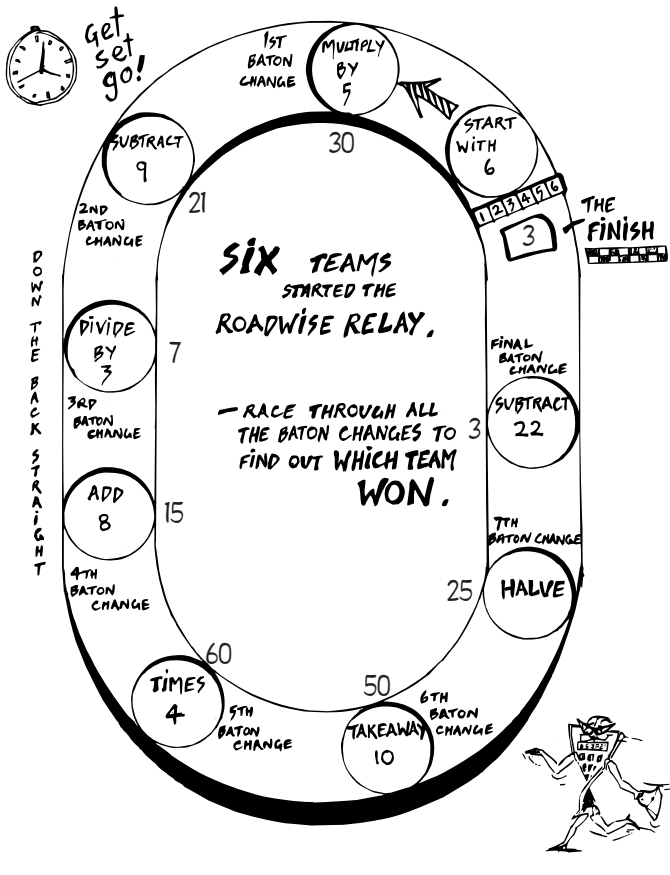 Get
set
go!
1ST
BATON
CHANGE
MULTIPLY
BY
5
START
WITH
6
30
1 2 3 4 5 6
3
THE
FINISH
SUBTRACT
9
21
2ND
BATON
CHANGE
DOWN THE BACK STRAIGHT
SIX TEAMS
STARTED THE
ROADWISE RELAY.
DIVIDE
BY
3
7
3RD
BATON
CHANGE
— RACE THROUGH ALL
THE BATON CHANGES TO
FIND OUT WHICH TEAM
WON.
FINAL
BATON
CHANGE
SUBTRACT
22
3
ADD
8
15
4TH
BATON
CHANGE
7TH
BATON CHANGE
HALVE
25
TIMES
4
60
5TH
BATON
CHANGE
50
TAKEAWAY
10
6TH
BATON
CHANGE